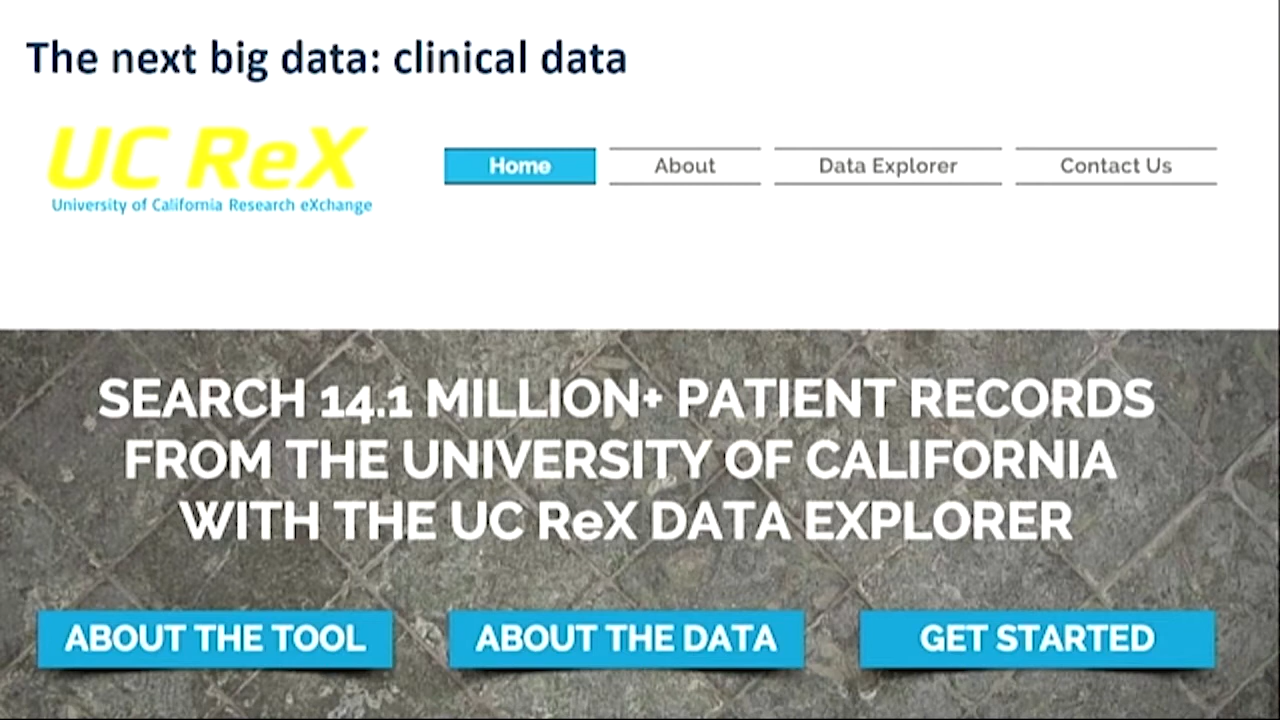 The next big data: clinical data
UC ReX
University of California Research eXchange
Home
About
Data Explorer
Contact Us
SEARCH 14.1 MILLION+ PATIENT RECORDS
FROM THE UNIVERSITY OF CALIFORNIA
WITH THE UC ReX DATA EXPLORER
ABOUT THE TOOL
ABOUT THE DATA
GET STARTED